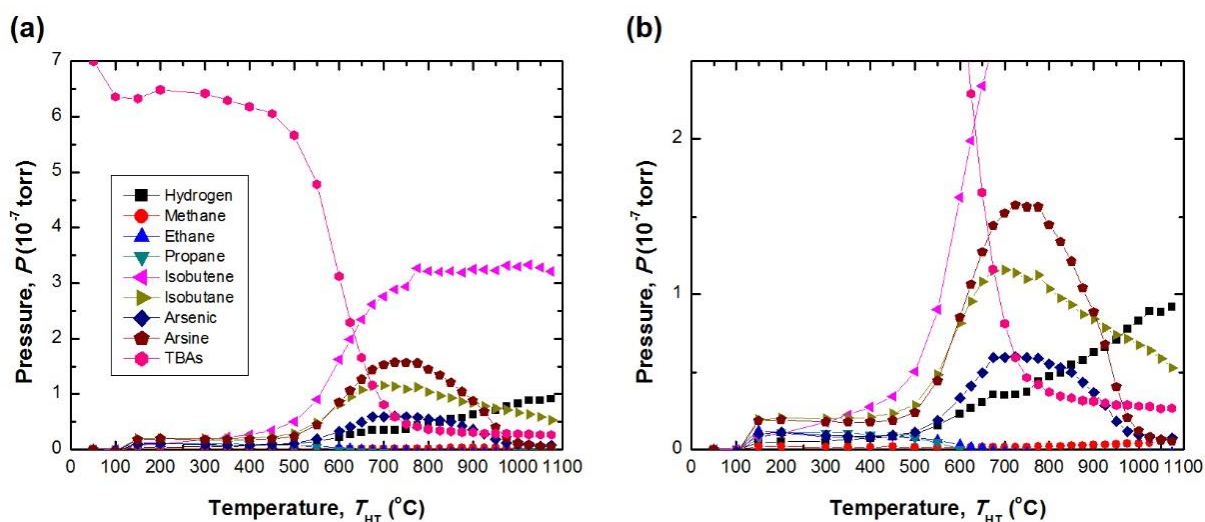 (a)
7
6
5
4
3
2
1
0
Pressure, P (10⁻⁷ torr)
Hydrogen
Methane
Ethane
Propane
Isobutene
Isobutane
Arsenic
Arsine
TBAs
0 100 200 300 400 500 600 700 800 900 1000 1100
Temperature, T_HT (°C)
(b)
2
1
0
Pressure, P (10⁻⁷ torr)
0 100 200 300 400 500 600 700 800 900 1000 1100
Temperature, T_HT (°C)